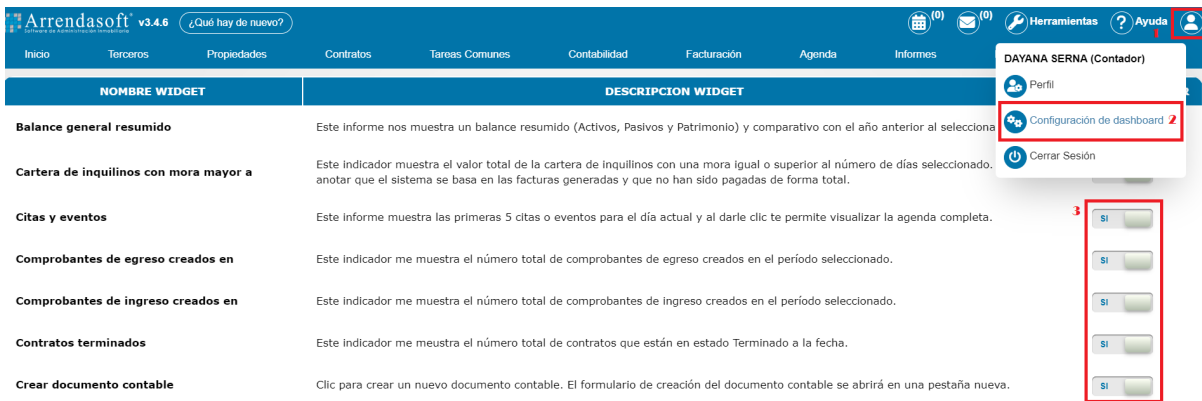 Arrendasoft® v3.4.6 ¿Qué hay de nuevo? (0) (0) Herramientas ? Ayuda
Software de Administración Inmobiliaria
1
Inicio Terceros Propiedades Contratos Tareas Comunes Contabilidad Facturación Agenda Informes
DAYANA SERNA (Contador)
Perfil
Configuración de dashboard 2
Cerrar Sesión
NOMBRE WIDGET DESCRIPCION WIDGET
Balance general resumido Este informe nos muestra un balance resumido (Activos, Pasivos y Patrimonio) y comparativo con el año anterior al selecciona
Cartera de inquilinos con mora mayor a Este indicador muestra el valor total de la cartera de inquilinos con una mora igual o superior al número de días seleccionado.
anotar que el sistema se basa en las facturas generadas y que no han sido pagadas de forma total.
Citas y eventos Este informe muestra las primeras 5 citas o eventos para el día actual y al darle clic te permite visualizar la agenda completa. 3 SI
Comprobantes de egreso creados en Este indicador me muestra el número total de comprobantes de egreso creados en el período seleccionado. SI
Comprobantes de ingreso creados en Este indicador me muestra el número total de comprobantes de ingreso creados en el período seleccionado. SI
Contratos terminados Este indicador me meustra el número total de contratos que están en estado Terminado a la fecha. SI
Crear documento contable Clic para crear un nuevo documento contable. El formulario de creación del documento contable se abrirá en una pestaña nueva. SI